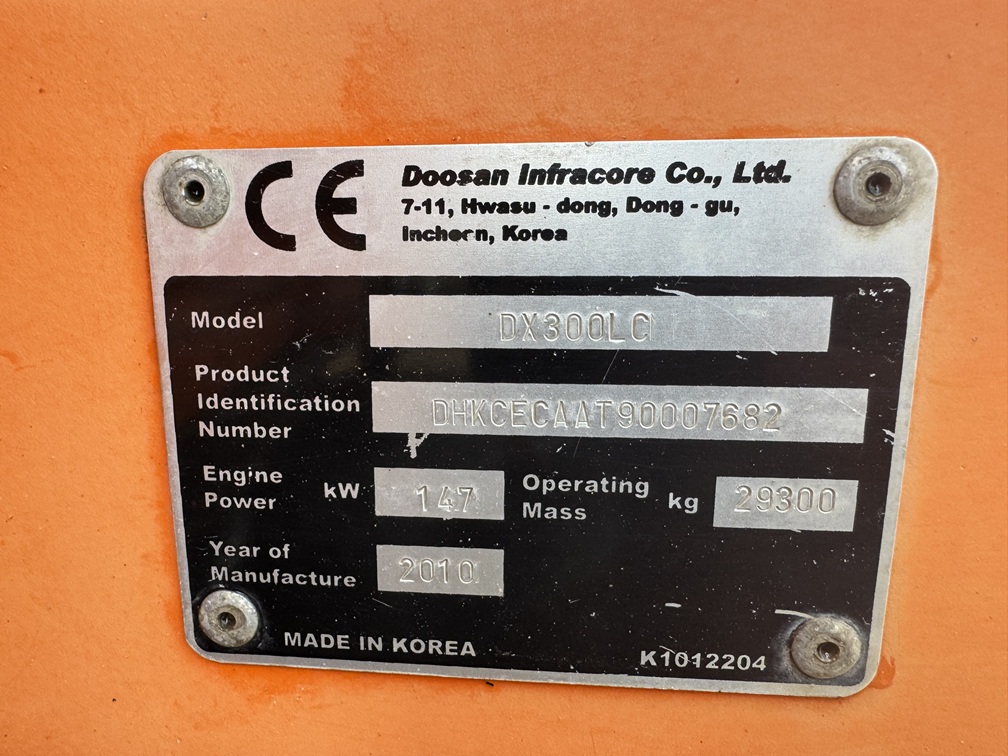 CE
Doosan Infracore Co., Ltd.
7-11, Hwasu - dong, Dong - gu,
Incheon, Korea
Model DX300LC
Product
Identification DHKCECAAT90007682
Number
Engine
Power kW 147 Operating
Mass kg 29300
Year of
Manufacture 2010
MADE IN KOREA K1012204